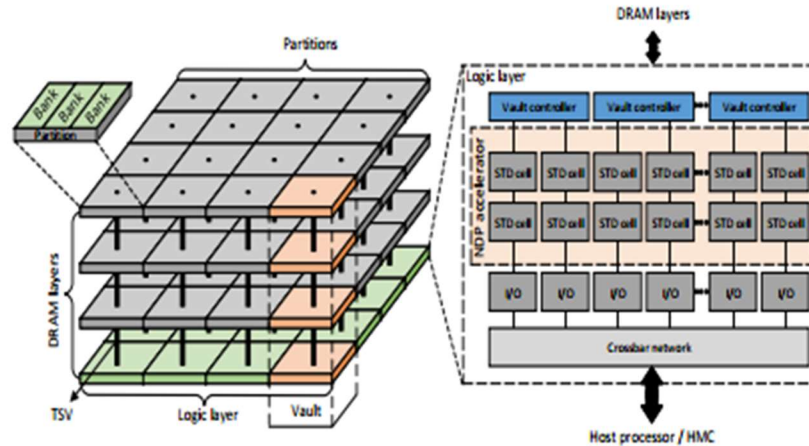 Partitions
Bank
Bank
Bank
Partition
DRAM layers
TSV
Logic layer
Vault
DRAM layers
Logic layer
Vault controller
Vault controller
Vault controller
NDP accelerator
STD cell
STD cell
STD cell
STD cell
STD cell
STD cell
STD cell
STD cell
STD cell
STD cell
STD cell
STD cell
I/O
I/O
I/O
I/O
I/O
I/O
Crossbar network
Host processor / HMC